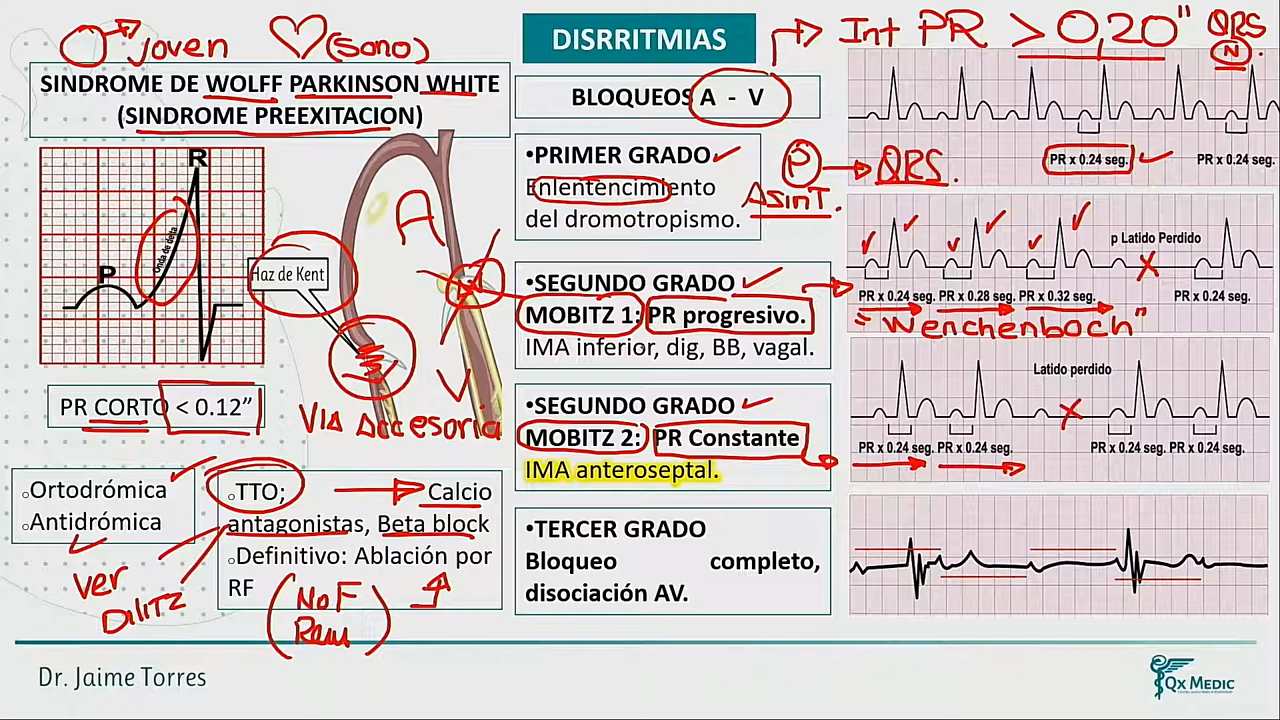 joven
(sano)
SINDROME DE WOLFF PARKINSON WHITE
(SINDROME PREEXITACION)
R
P
Onda de delta
Haz de Kent
A
V
VIA Accesoria
PR CORTO < 0.12”
Ortodrómica
Antidrómica
Ver
DilITZ
TTO; Calcio
antagonistas, Beta block
Definitivo: Ablación por
RF
(No F
Ram)
DISRRITMIAS
BLOQUEOS A - V
•PRIMER GRADO
Enlentencimiento
del dromotropismo.
P → QRS.
AsinT.
•SEGUNDO GRADO
MOBITZ 1: PR progresivo.
IMA inferior, dig, BB, vagal.
•SEGUNDO GRADO
MOBITZ 2: PR Constante
IMA anteroseptal.
•TERCER GRADO
Bloqueo completo,
disociación AV.
Int PR > 0,20" QRS
N
PR x 0.24 seg. PR x 0.24 seg.
p Latido Perdido
PR x 0.24 seg. PR x 0.28 seg. PR x 0.32 seg. PR x 0.24 seg.
"Wenchenboch"
Latido perdido
PR x 0.24 seg. PR x 0.24 seg. PR x 0.24 seg. PR x 0.24 seg.
Dr. Jaime Torres
Qx MEDIC